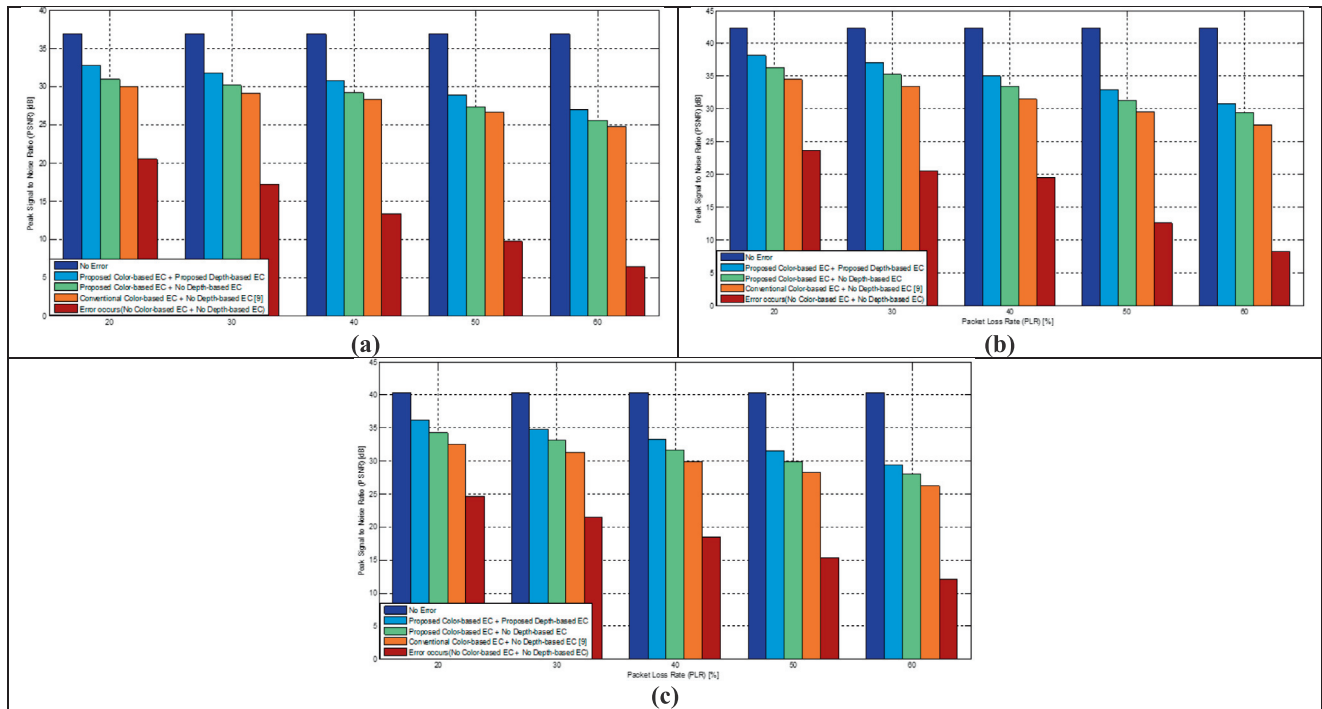 40
35
30
25
20
15
10
5
0
Peak Signal to Noise Ratio (PSNR) [dB]
No Error
Proposed Color-based EC + Proposed Depth-based EC
Proposed Color-based EC + No Depth-based EC
Conventional Color-based EC + No Depth-based EC [9]
Error occurs(No Color-based EC + No Depth-based EC)
20 30 40 50 60
(a)
45
40
35
30
25
20
15
10
5
0
Peak Signal to Noise Ratio (PSNR) [dB]
No Error
Proposed Color-based EC + Proposed Depth-based EC
Proposed Color-based EC + No Depth-based EC
Conventional Color-based EC + No Depth-based EC [9]
Error occurs(No Color-based EC + No Depth-based EC)
20 30 40 50 60
Packet Loss Rate (PLR) [%]
(b)
45
40
35
30
25
20
15
10
5
0
Peak Signal to Noise Ratio (PSNR) [dB]
No Error
Proposed Color-based EC + Proposed Depth-based EC
Proposed Color-based EC + No Depth-based EC
Conventional Color-based EC + No Depth-based EC [9]
Error occurs(No Color-based EC + No Depth-based EC)
20 30 40 50 60
Packet Loss Rate (PLR) [%]
(c)